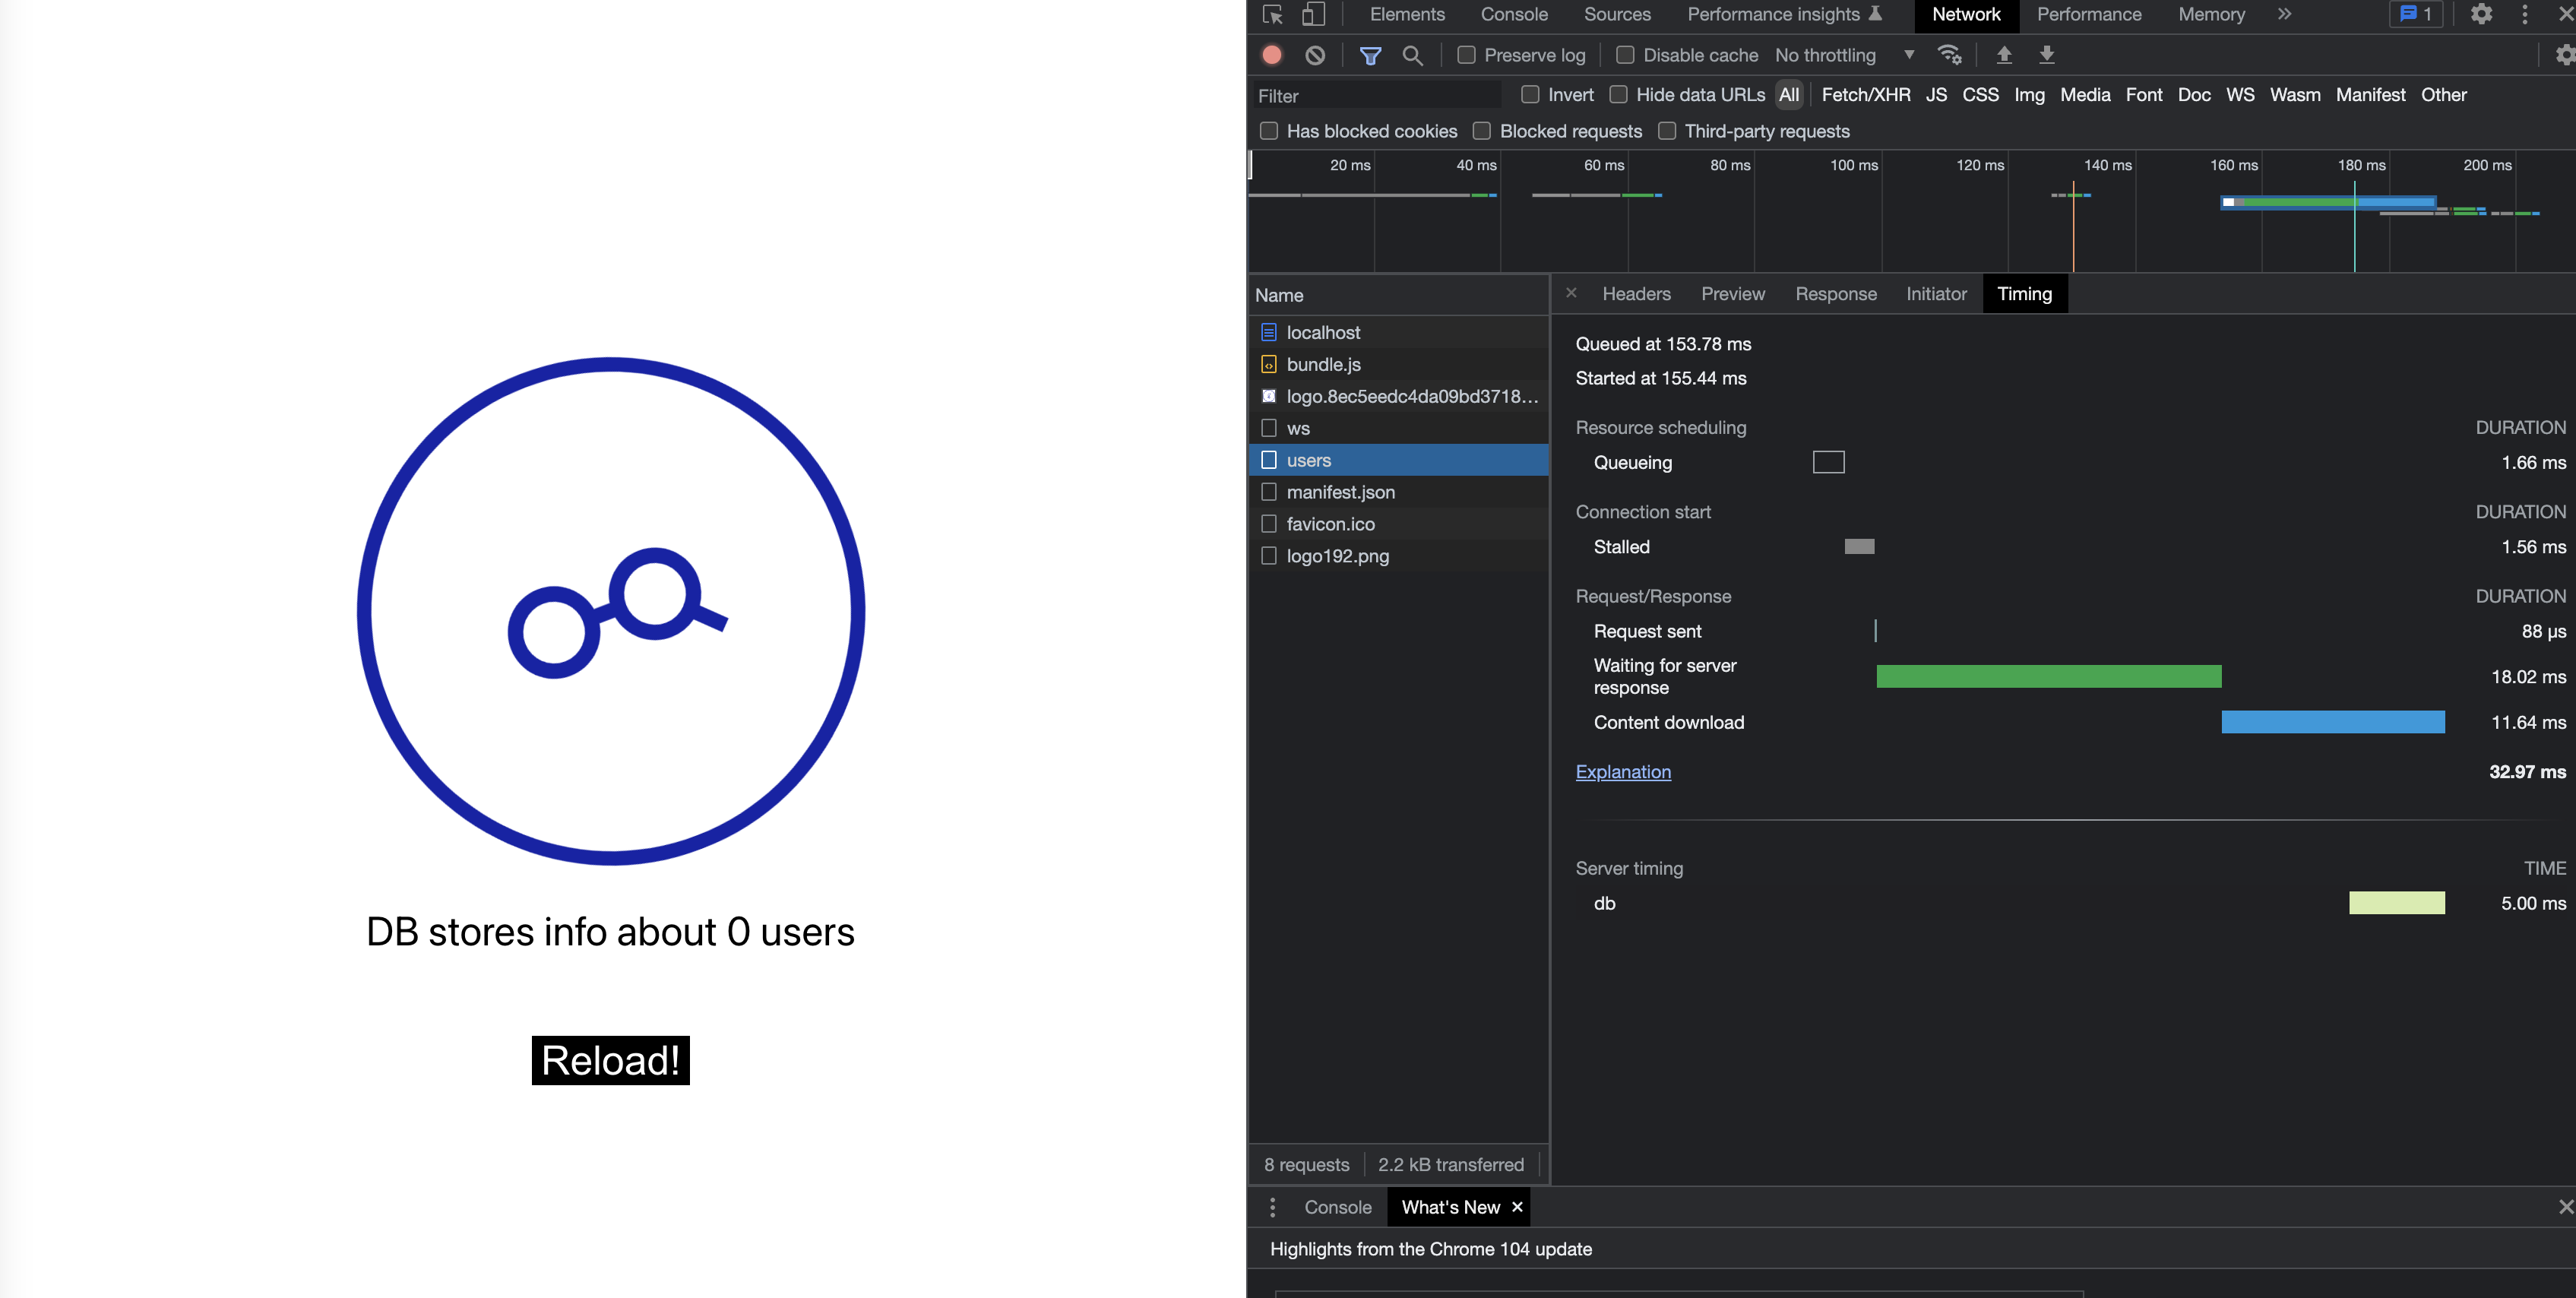 DB stores info about 0 users
Reload!
Elements Console Sources Performance insights Network Performance Memory 1
Preserve log Disable cache No throttling
Filter Invert Hide data URLs All Fetch/XHR JS CSS Img Media Font Doc WS Wasm Manifest Other
Has blocked cookies Blocked requests Third-party requests
20 ms 40 ms 60 ms 80 ms 100 ms 120 ms 140 ms 160 ms 180 ms 200 ms
Name
localhost
bundle.js
logo.8ec5eedc4da09bd3718...
ws
users
manifest.json
favicon.ico
logo192.png
8 requests 2.2 kB transferred
Headers Preview Response Initiator Timing
Queued at 153.78 ms
Started at 155.44 ms
Resource scheduling DURATION
Queueing 1.66 ms
Connection start DURATION
Stalled 1.56 ms
Request/Response DURATION
Request sent 88 µs
Waiting for server
response 18.02 ms
Content download 11.64 ms
Explanation 32.97 ms
Server timing TIME
db 5.00 ms
Console What's New
Highlights from the Chrome 104 update